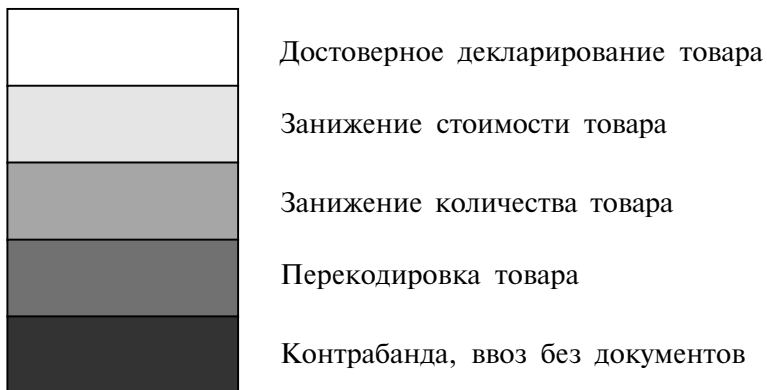 Достоверное декларирование товара
Занижение стоимости товара
Занижение количества товара
Перекодировка товара
Контрабанда, ввоз без документов